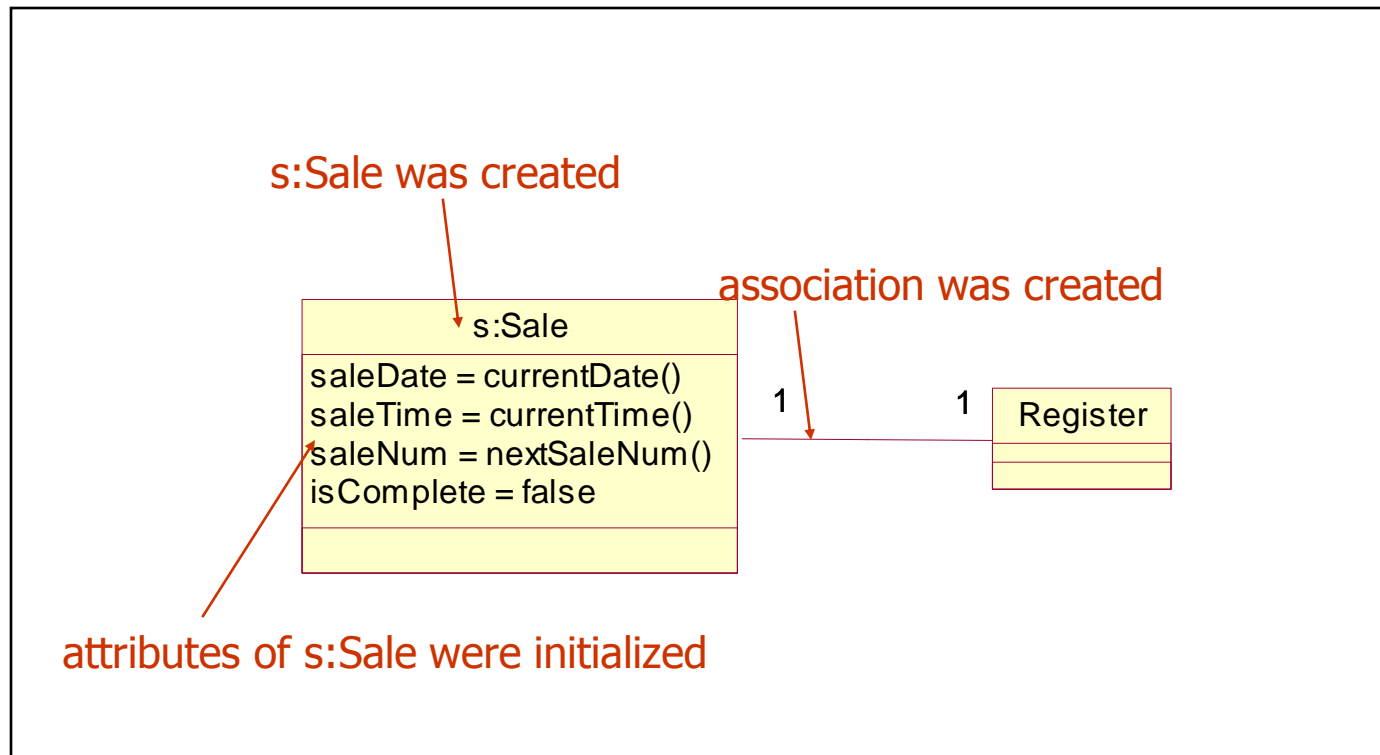 s:Sale was created
association was created
s:Sale
saleDate = currentDate()
saleTime = currentTime()
saleNum = nextSaleNum()
isComplete = false
1
1
Register
attributes of s:Sale were initialized